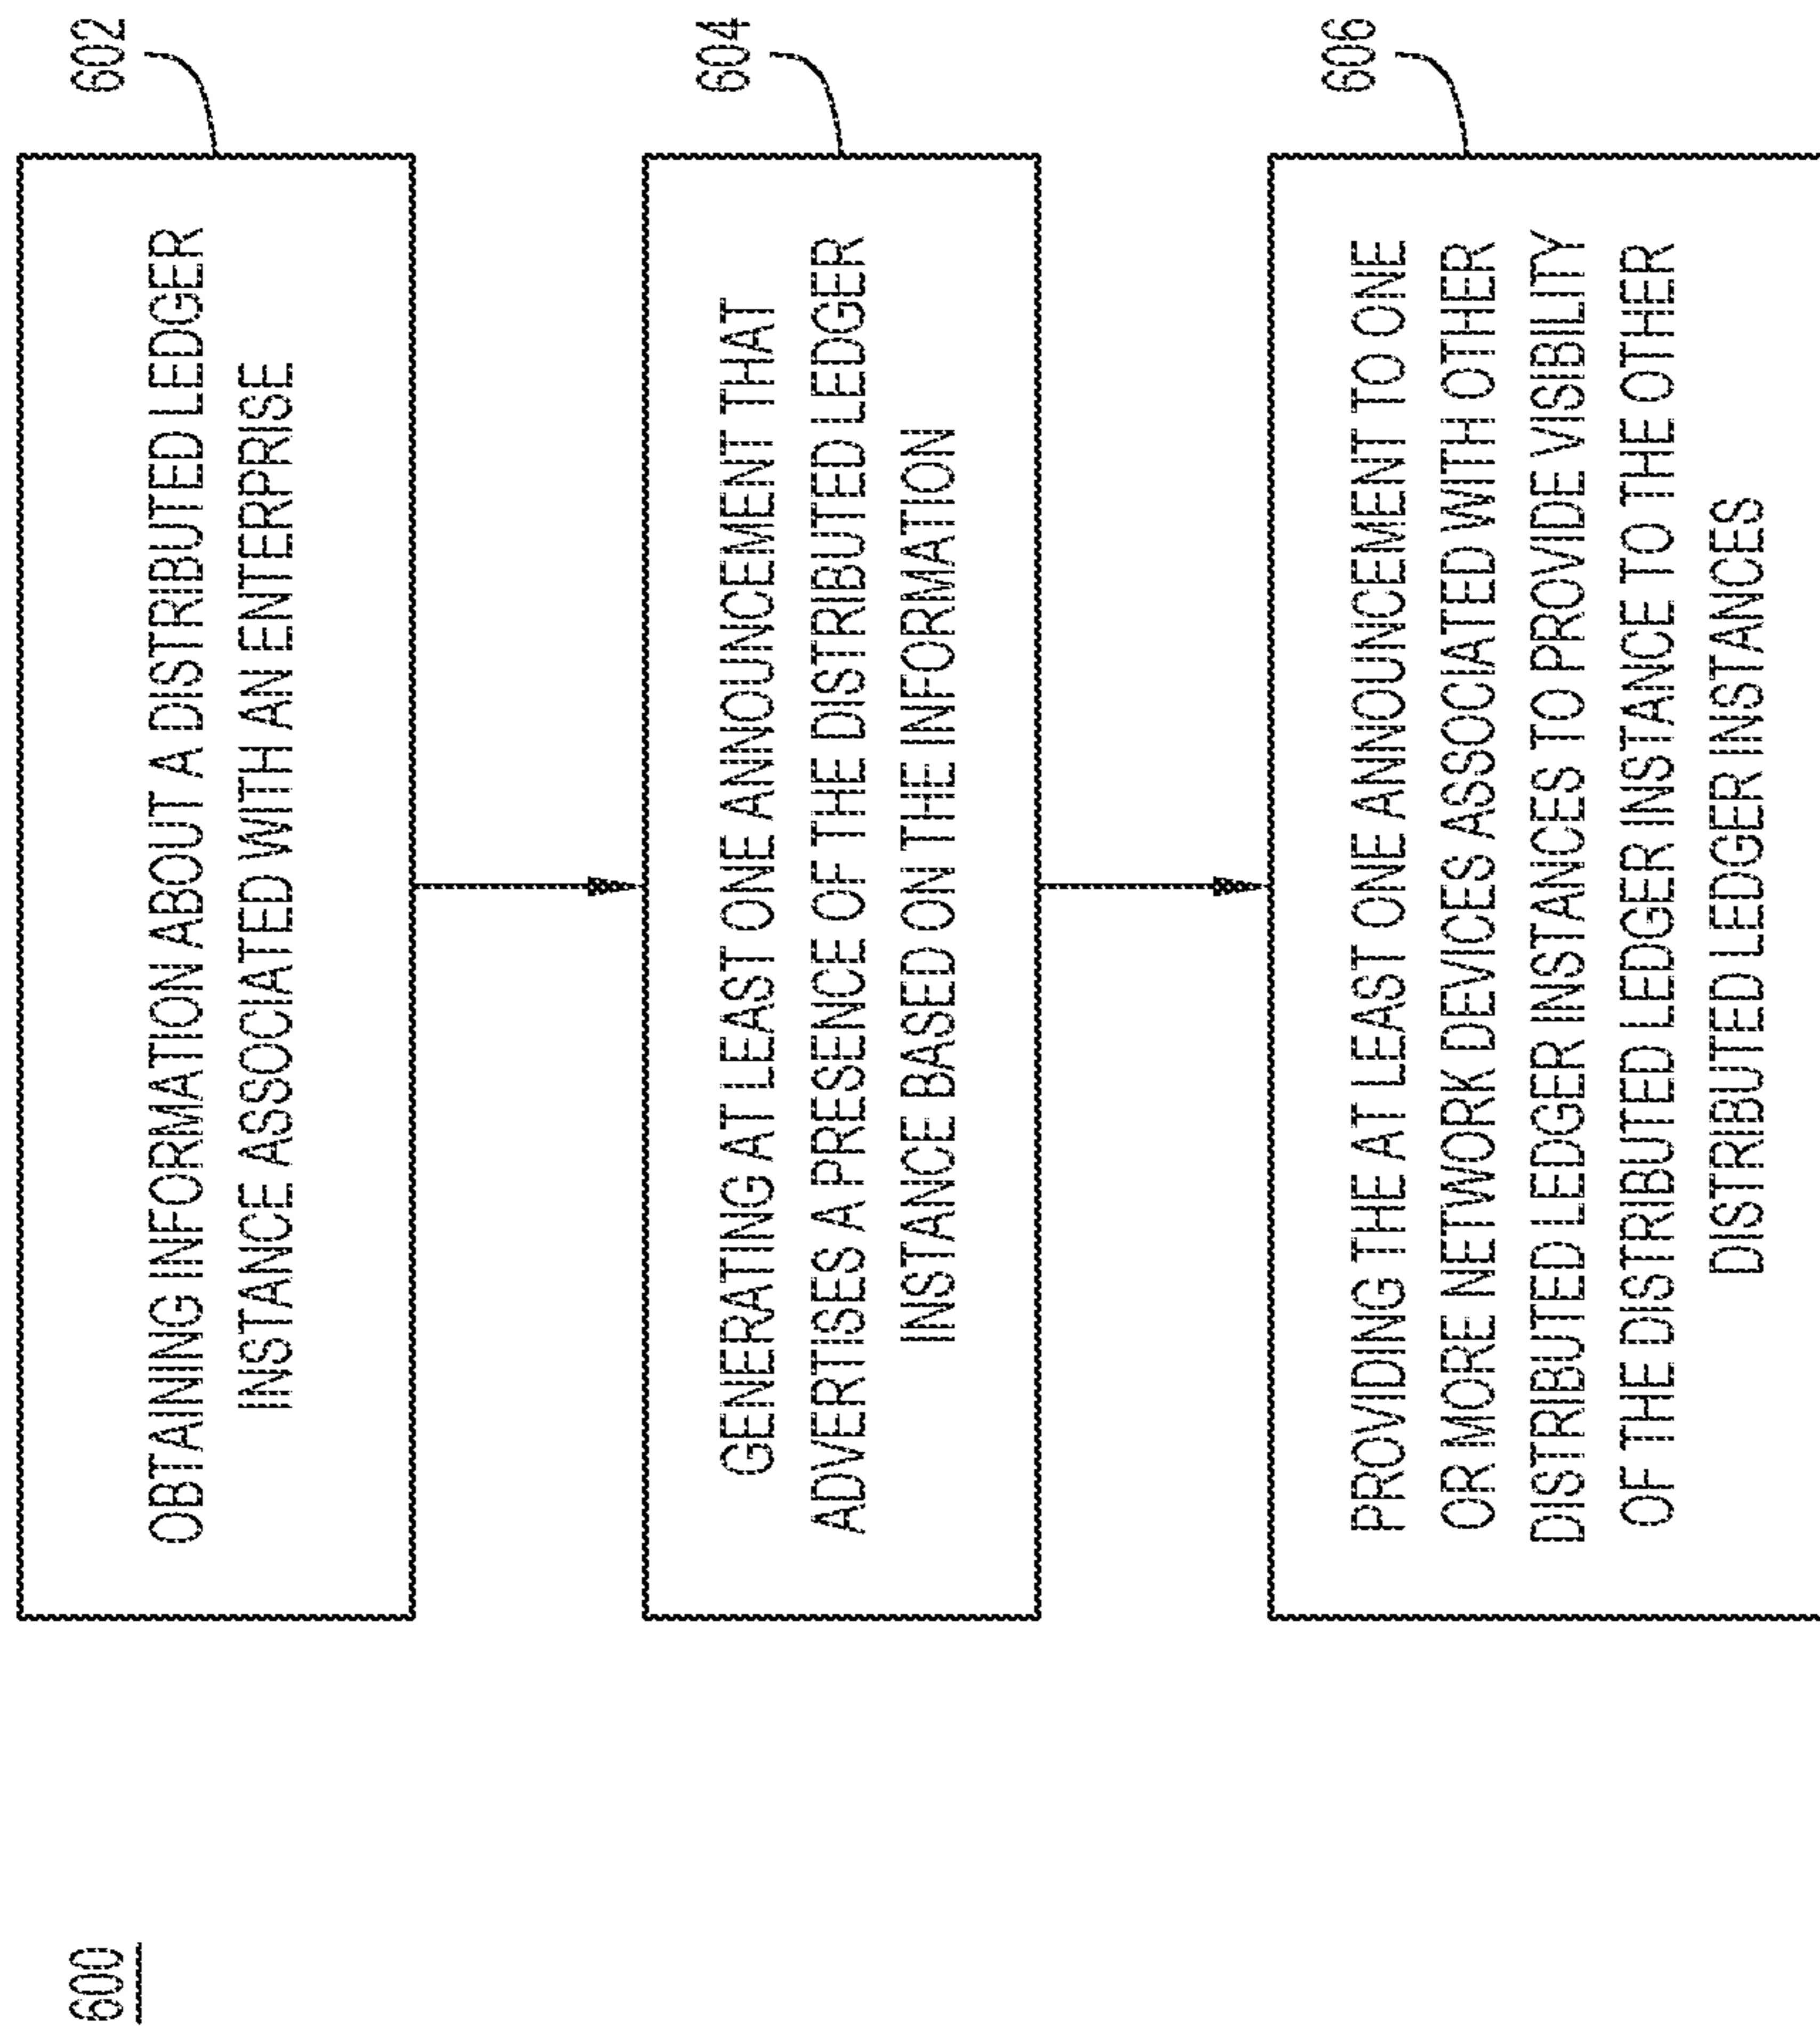 600
602
OBTAINING INFORMATION ABOUT A DISTRIBUTED LEDGER
INSTANCE ASSOCIATED WITH AN ENTERPRISE
604
GENERATING AT LEAST ONE ANNOUNCEMENT THAT
ADVERTISES A PRESENCE OF THE DISTRIBUTED LEDGER
INSTANCE BASED ON THE INFORMATION
606
PROVIDING THE AT LEAST ONE ANNOUNCEMENT TO ONE
OR MORE NETWORK DEVICES ASSOCIATED WITH OTHER
DISTRIBUTED LEDGER INSTANCES TO PROVIDE VISIBILITY
OF THE DISTRIBUTED LEDGER INSTANCE TO THE OTHER
DISTRIBUTED LEDGER INSTANCES